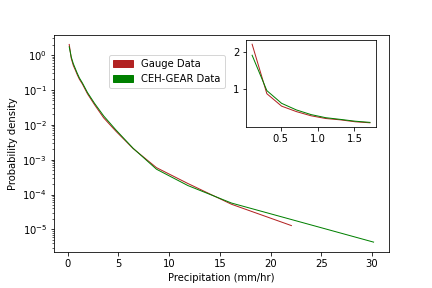 Gauge Data
CEH-GEAR Data
2
1
0.5 1.0 1.5
10⁰
10⁻¹
10⁻²
10⁻³
10⁻⁴
10⁻⁵
Probability density
0 5 10 15 20 25 30
Precipitation (mm/hr)